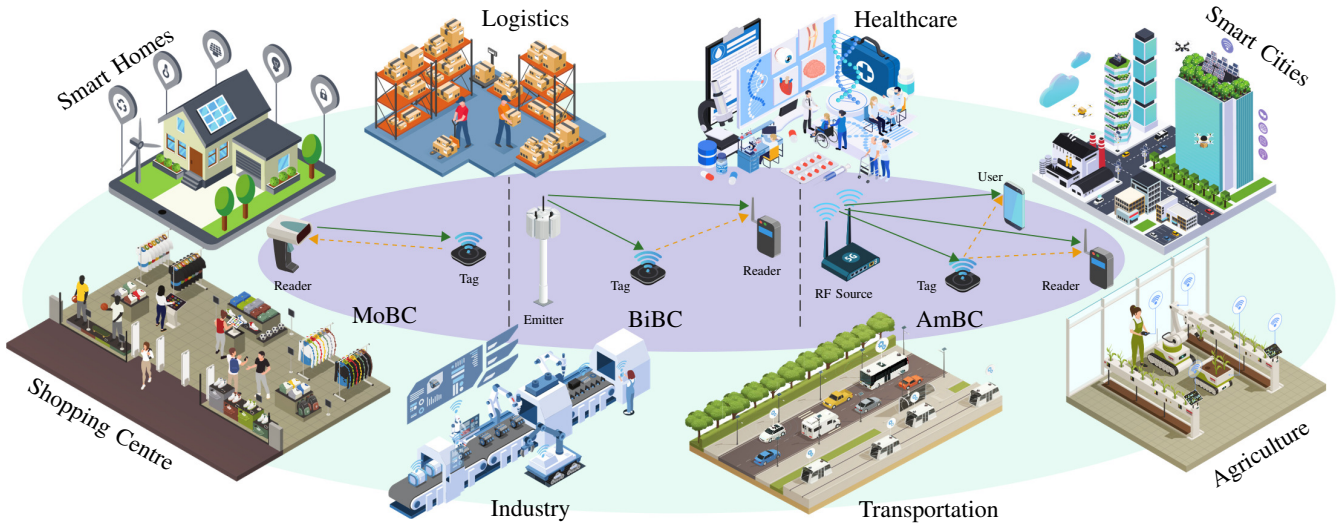 Logistics
Healthcare
Smart Homes
Smart Cities
User
5G
Tag
Reader
Tag
Reader
RF Source
Tag
Reader
Emitter
MoBC
BiBC
AmBC
Shopping Centre
Industry
Transportation
Agriculture